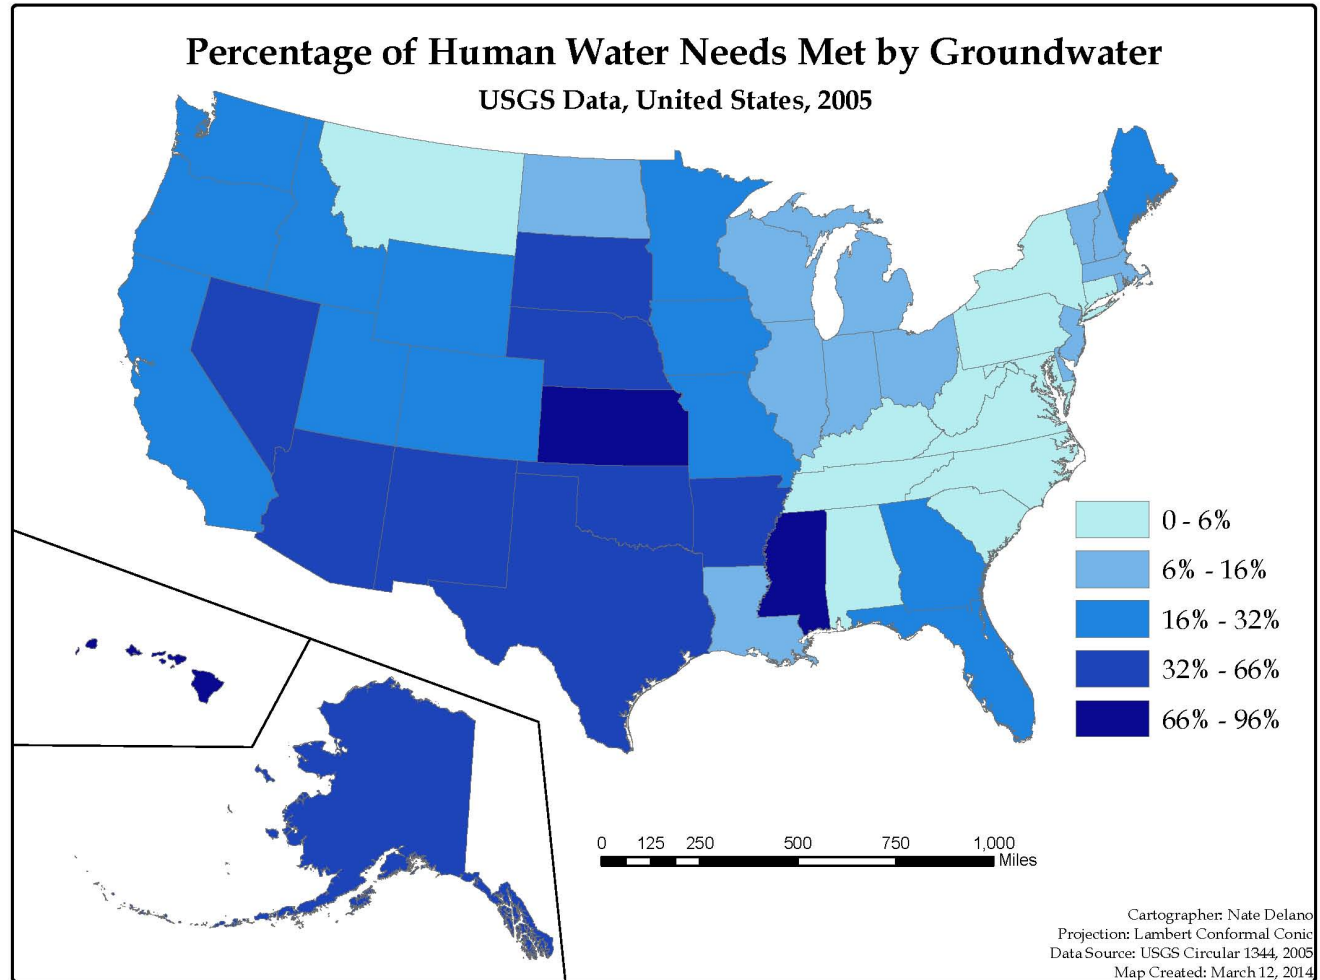 Percentage of Human Water Needs Met by Groundwater
USGS Data, United States, 2005
0 - 6%
6% - 16%
16% - 32%
32% - 66%
66% - 96%
0 125 250 500 750 1,000
Miles
Cartographer: Nate Delano
Projection: Lambert Conformal Conic
Data Source: USGS Circular 1344, 2005
Map Created: March 12, 2014